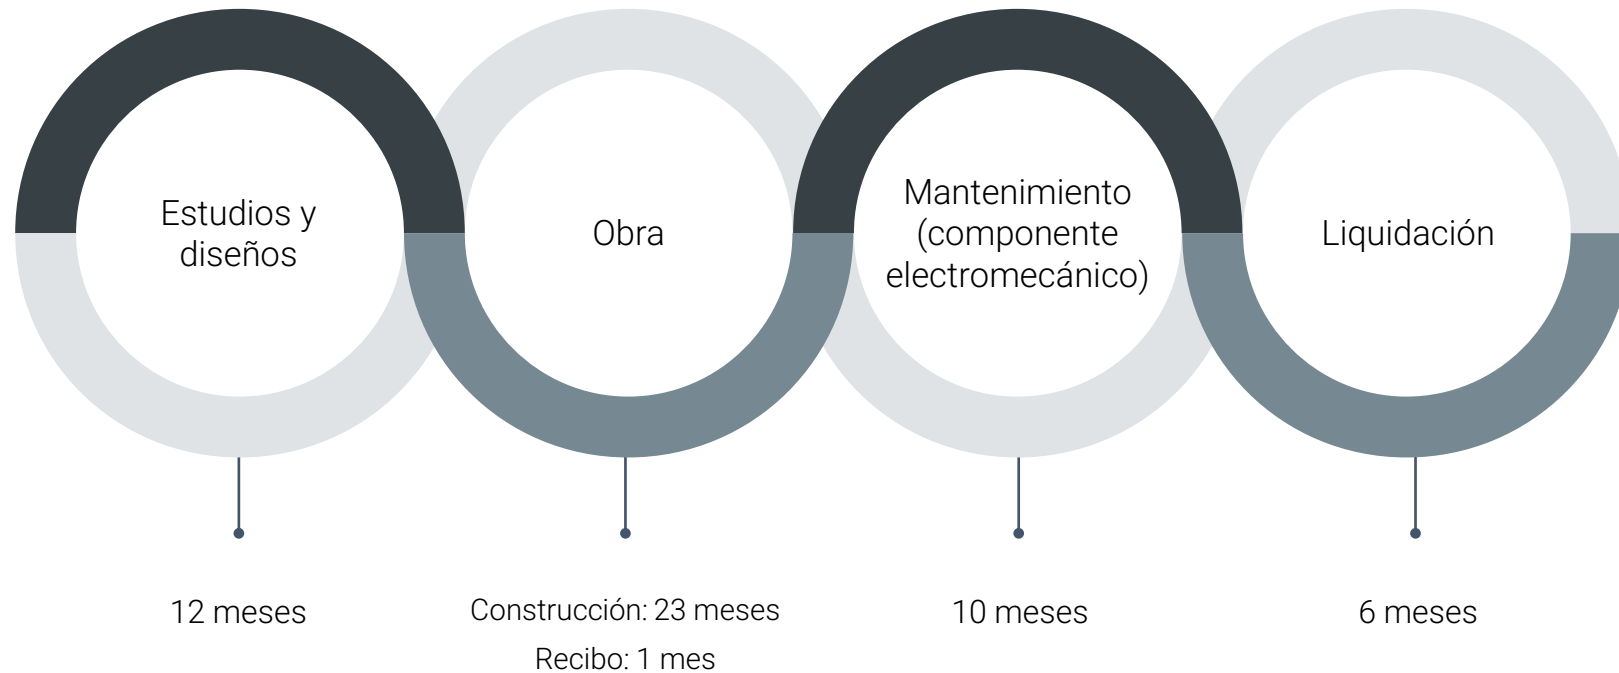 Estudios y
diseños
Obra
Mantenimiento
(componente
electromecánico)
Liquidación
12 meses
Construcción: 23 meses
Recibo: 1 mes
10 meses
6 meses